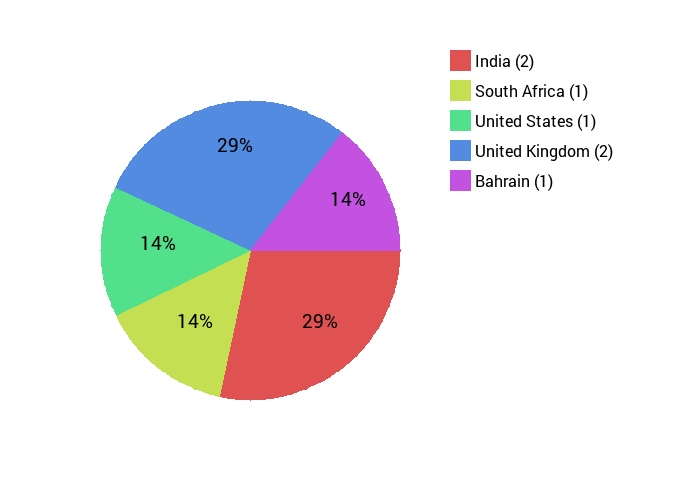 India (2)
South Africa (1)
United States (1)
United Kingdom (2)
Bahrain (1)
29%
14%
14%
14%
29%